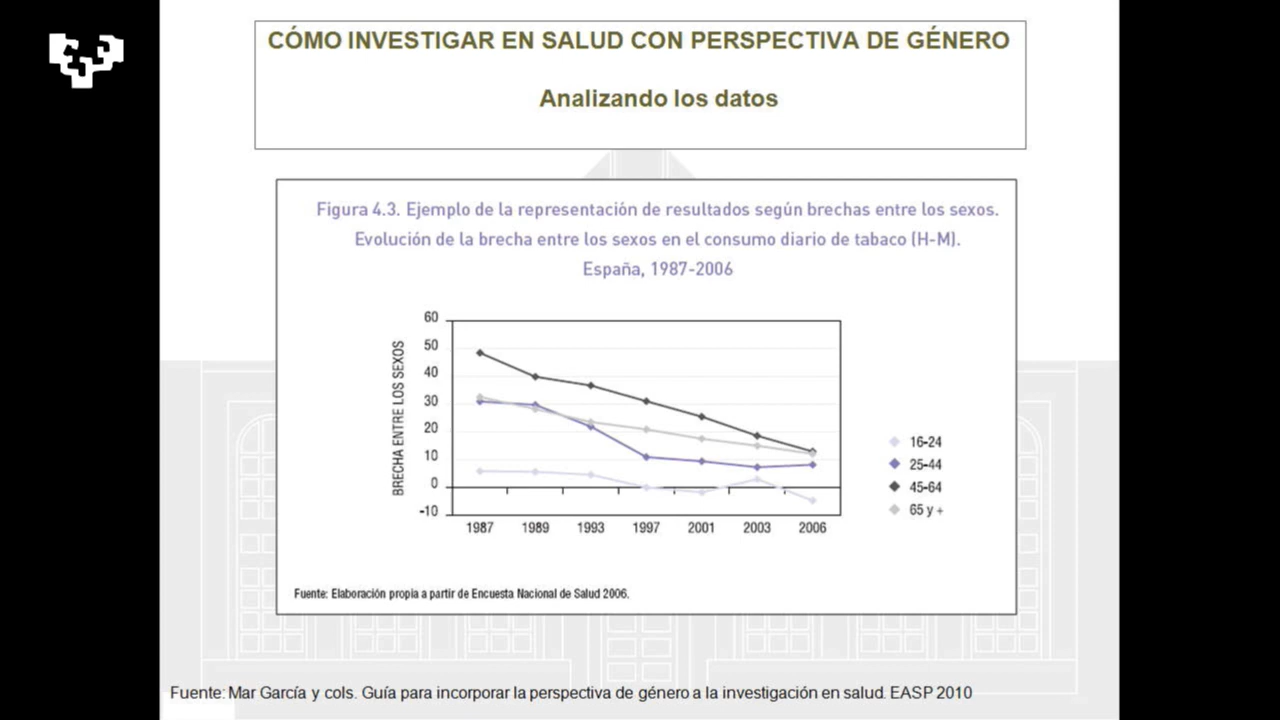 CÓMO INVESTIGAR EN SALUD CON PERSPECTIVA DE GÉNERO
Analizando los datos
Figura 4.3. Ejemplo de la representación de resultados según brechas entre los sexos.
Evolución de la brecha entre los sexos en el consumo diario de tabaco (H-M).
España, 1987-2006
BRECHA ENTRE LOS SEXOS
60
50
40
30
20
10
0
-10
1987 1989 1993 1997 2001 2003 2006
16-24
25-44
45-64
65 y +
Fuente: Elaboración propia a partir de Encuesta Nacional de Salud 2006.
Fuente: Mar García y cols. Guía para incorporar la perspectiva de género a la investigación en salud. EASP 2010